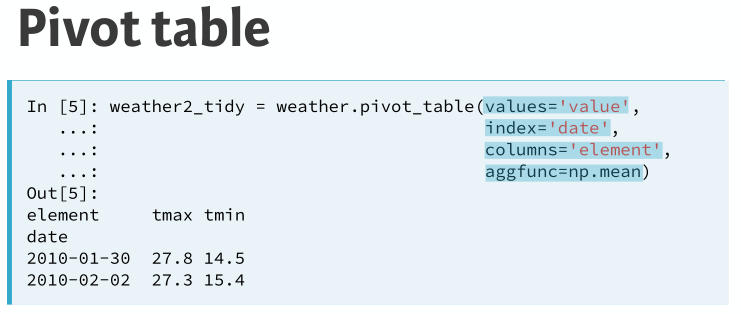 Pivot table
In [5]: weather2_tidy = weather.pivot_table(values='value',
   ...:                                     index='date',
   ...:                                     columns='element',
   ...:                                     aggfunc=np.mean)
Out[5]:
element     tmax tmin
date
2010-01-30  27.8 14.5
2010-02-02  27.3 15.4